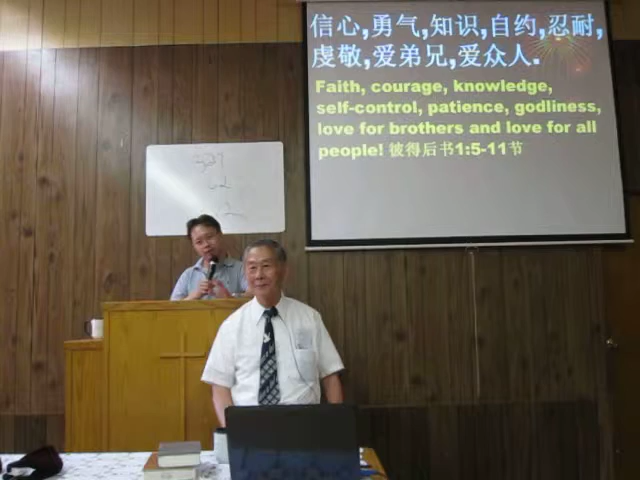 信心,勇气,知识,自约,忍耐,
虔敬,爱弟兄,爱众人.
Faith, courage, knowledge,
self-control, patience, godliness,
love for brothers and love for all
people! 彼得后书1:5-11节